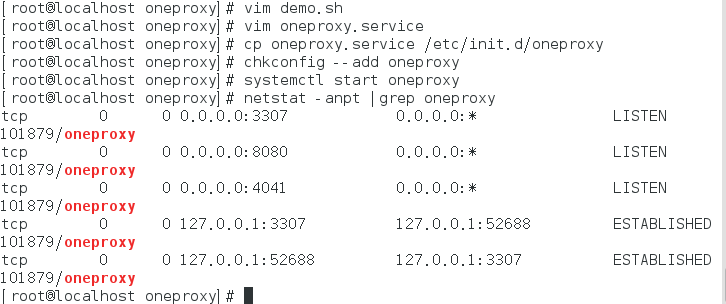 [root@localhost oneproxy]# vim demo.sh
[root@localhost oneproxy]# vim oneproxy.service
[root@localhost oneproxy]# cp oneproxy.service /etc/init.d/oneproxy
[root@localhost oneproxy]# chkconfig --add oneproxy
[root@localhost oneproxy]# systemctl start oneproxy
[root@localhost oneproxy]# netstat -anpt |grep oneproxy
tcp        0      0 0.0.0.0:3307            0.0.0.0:*               LISTEN
101879/oneproxy
tcp        0      0 0.0.0.0:8080            0.0.0.0:*               LISTEN
101879/oneproxy
tcp        0      0 0.0.0.0:4041            0.0.0.0:*               LISTEN
101879/oneproxy
tcp        0      0 127.0.0.1:3307          127.0.0.1:52688         ESTABLISHED
101879/oneproxy
tcp        0      0 127.0.0.1:52688         127.0.0.1:3307          ESTABLISHED
101879/oneproxy
[root@localhost oneproxy]#